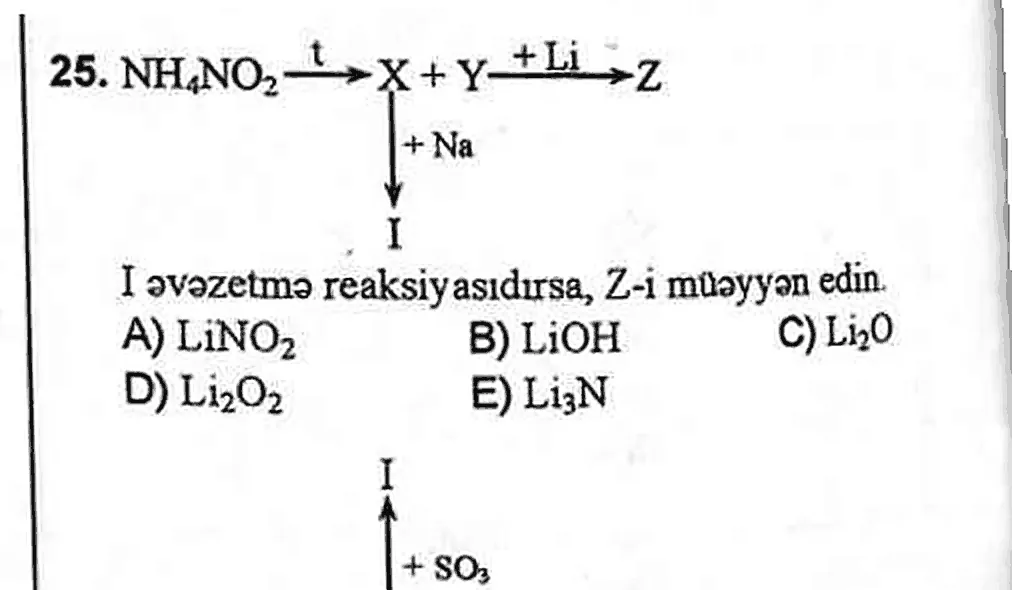 25. NH₄NO₂ —t→ X + Y —+ Li→ Z
+ Na
I
I əvəzetmə reaksiyasıdırsa, Z-i müəyyən edin.
A) LiNO₂ B) LiOH C) Li₂O
D) Li₂O₂ E) Li₃N
I
+ SO₃